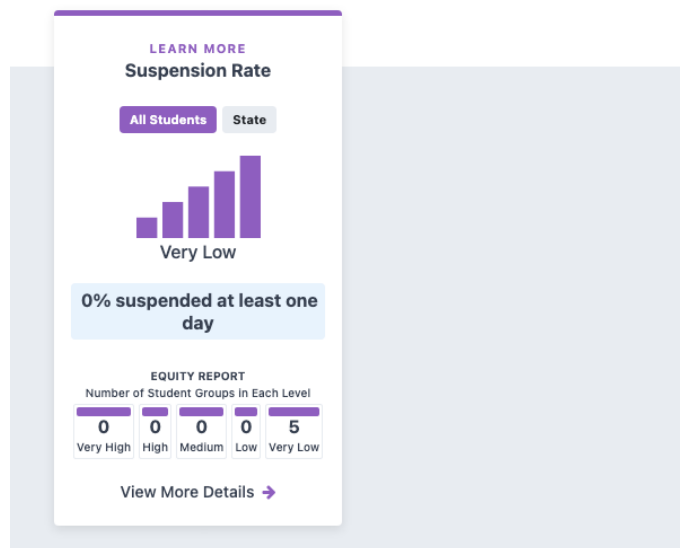 LEARN MORE
Suspension Rate
All Students State
Very Low
0% suspended at least one
day
EQUITY REPORT
Number of Student Groups in Each Level
0 0 0 0 5
Very High High Medium Low Very Low
View More Details